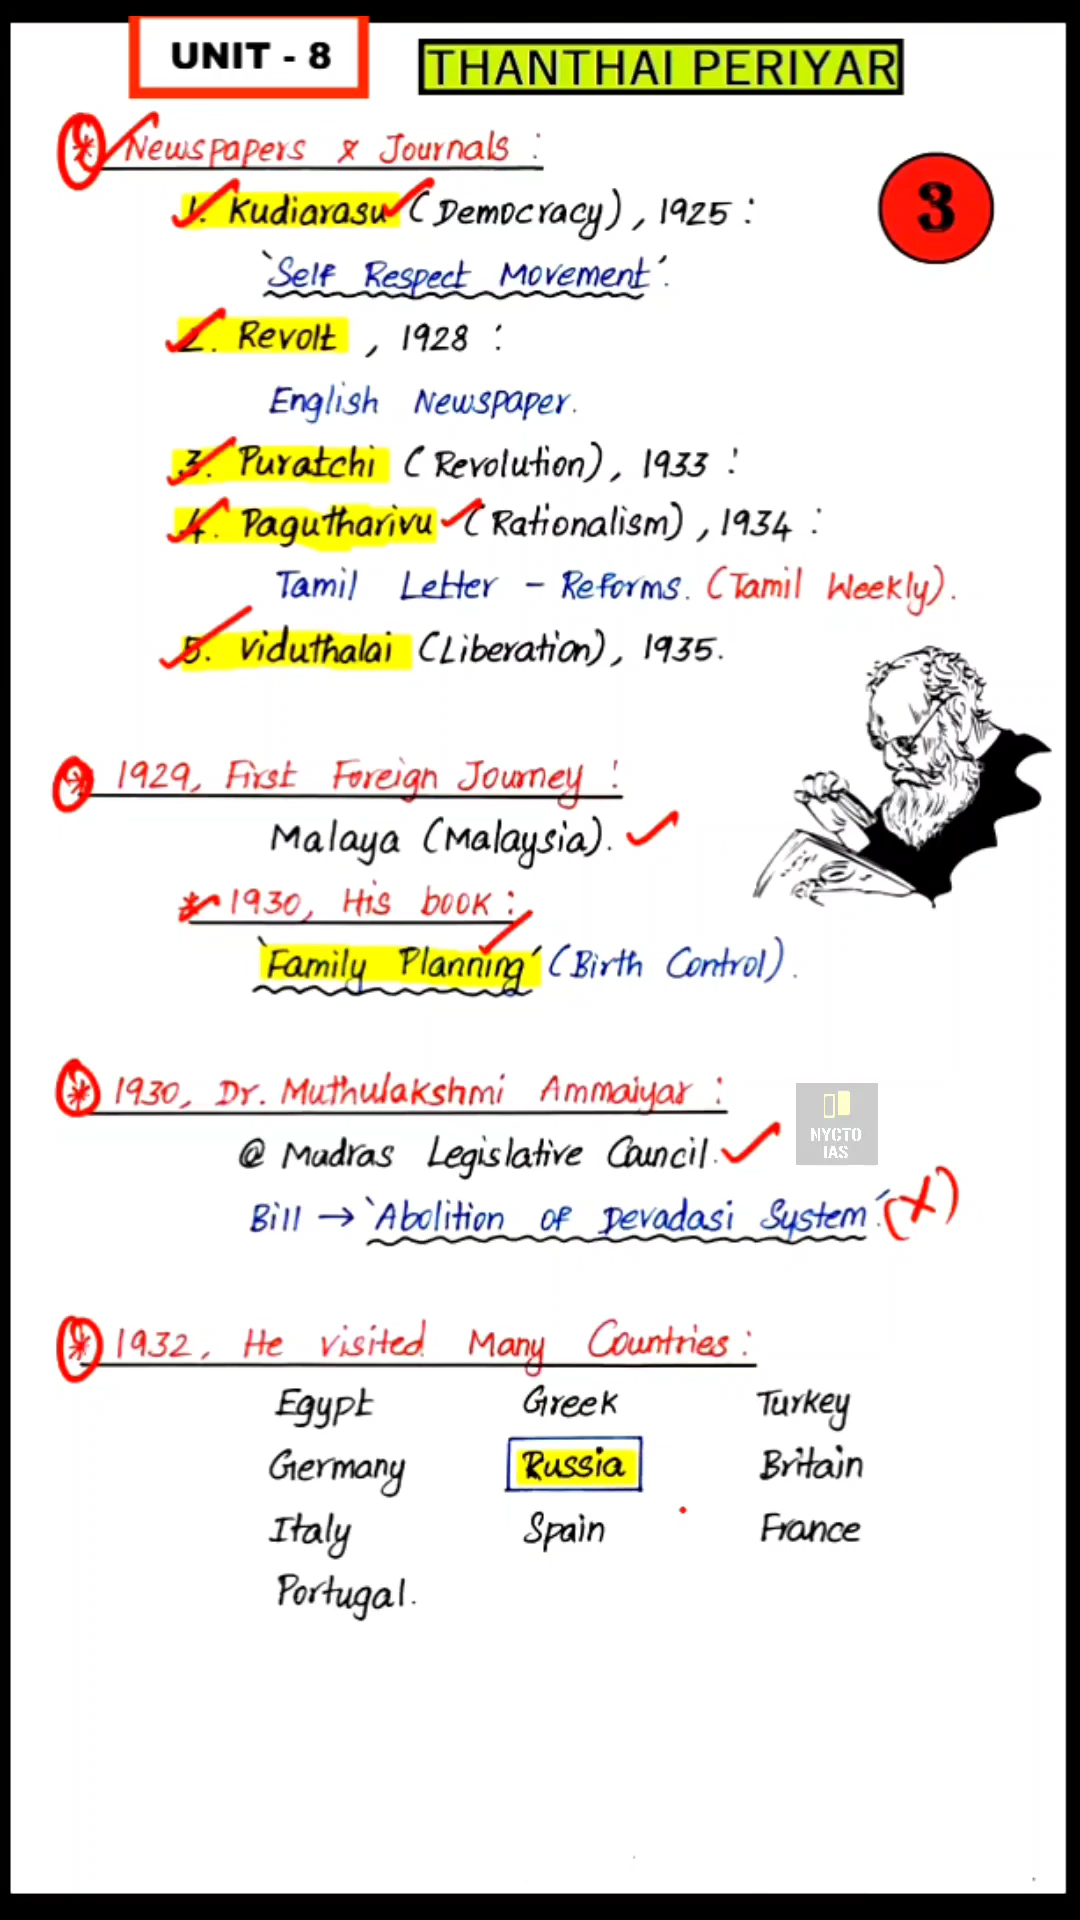 UNIT - 8
THANTHAI PERIYAR
* Newspapers & Journals :
3
1. Kudiarasu (Democracy), 1925 :
'Self Respect Movement'.
2. Revolt, 1928 :
English Newspaper.
3. Puratchi (Revolution), 1933 :
4. Pagutharivu (Rationalism), 1934 :
Tamil Letter - Reforms. (Tamil Weekly).
5. Viduthalai (Liberation), 1935.
* 1929, First Foreign Journey :
Malaya (Malaysia).
* 1930, His book :
'Family Planning' (Birth Control).
* 1930, Dr. Muthulakshmi Ammaiyar :
@ Madras Legislative Council.
NYCTO
IAS
Bill → 'Abolition of Devadasi System'. (X)
* 1932, He visited Many Countries :
Egypt Greek Turkey
Germany Russia Britain
Italy Spain France
Portugal.